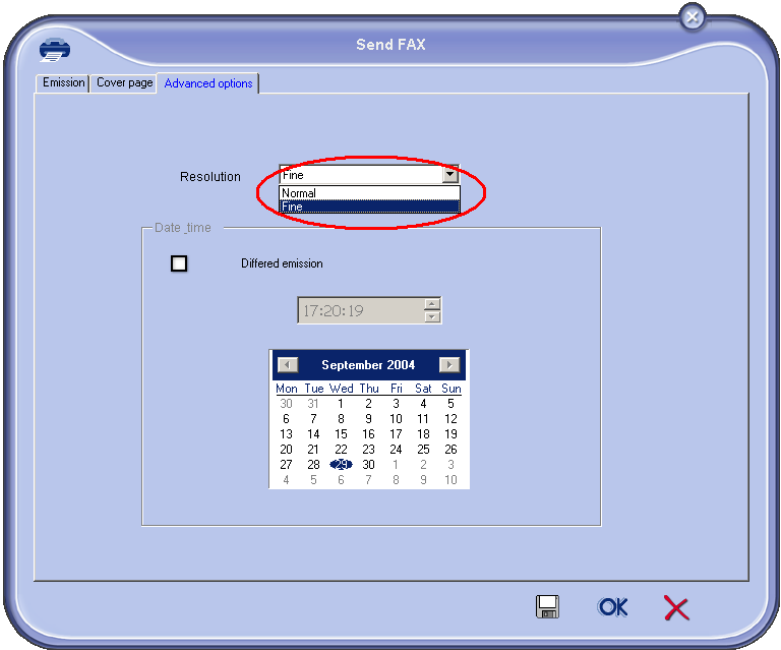 Send FAX
Emission Cover page Advanced options
Resolution Fine
Normal
Fine
Date_time
Differed emission
17:20:19
September 2004
Mon Tue Wed Thu Fri Sat Sun
30 31 1 2 3 4 5
6 7 8 9 10 11 12
13 14 15 16 17 18 19
20 21 22 23 24 25 26
27 28 29 30 1 2 3
4 5 6 7 8 9 10
OK